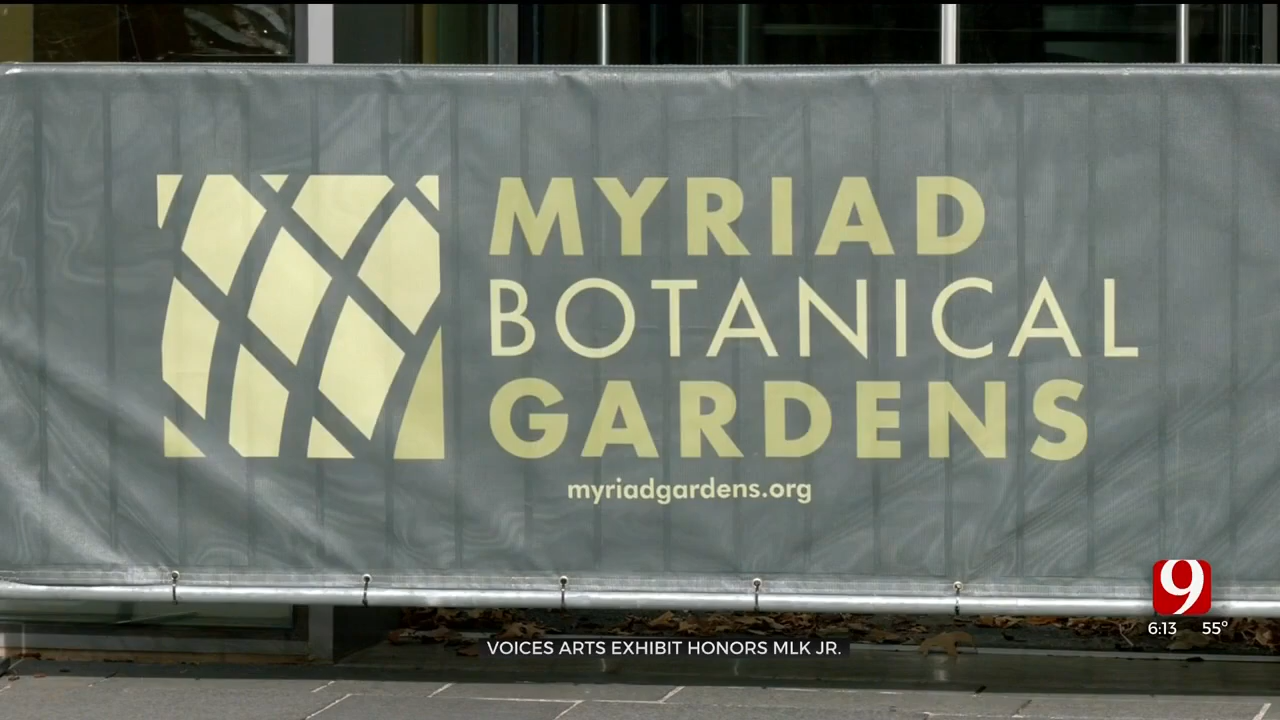 MYRIAD
BOTANICAL
GARDENS
myriadgardens.org
9
6:13 55°
VOICES ARTS EXHIBIT HONORS MLK JR.